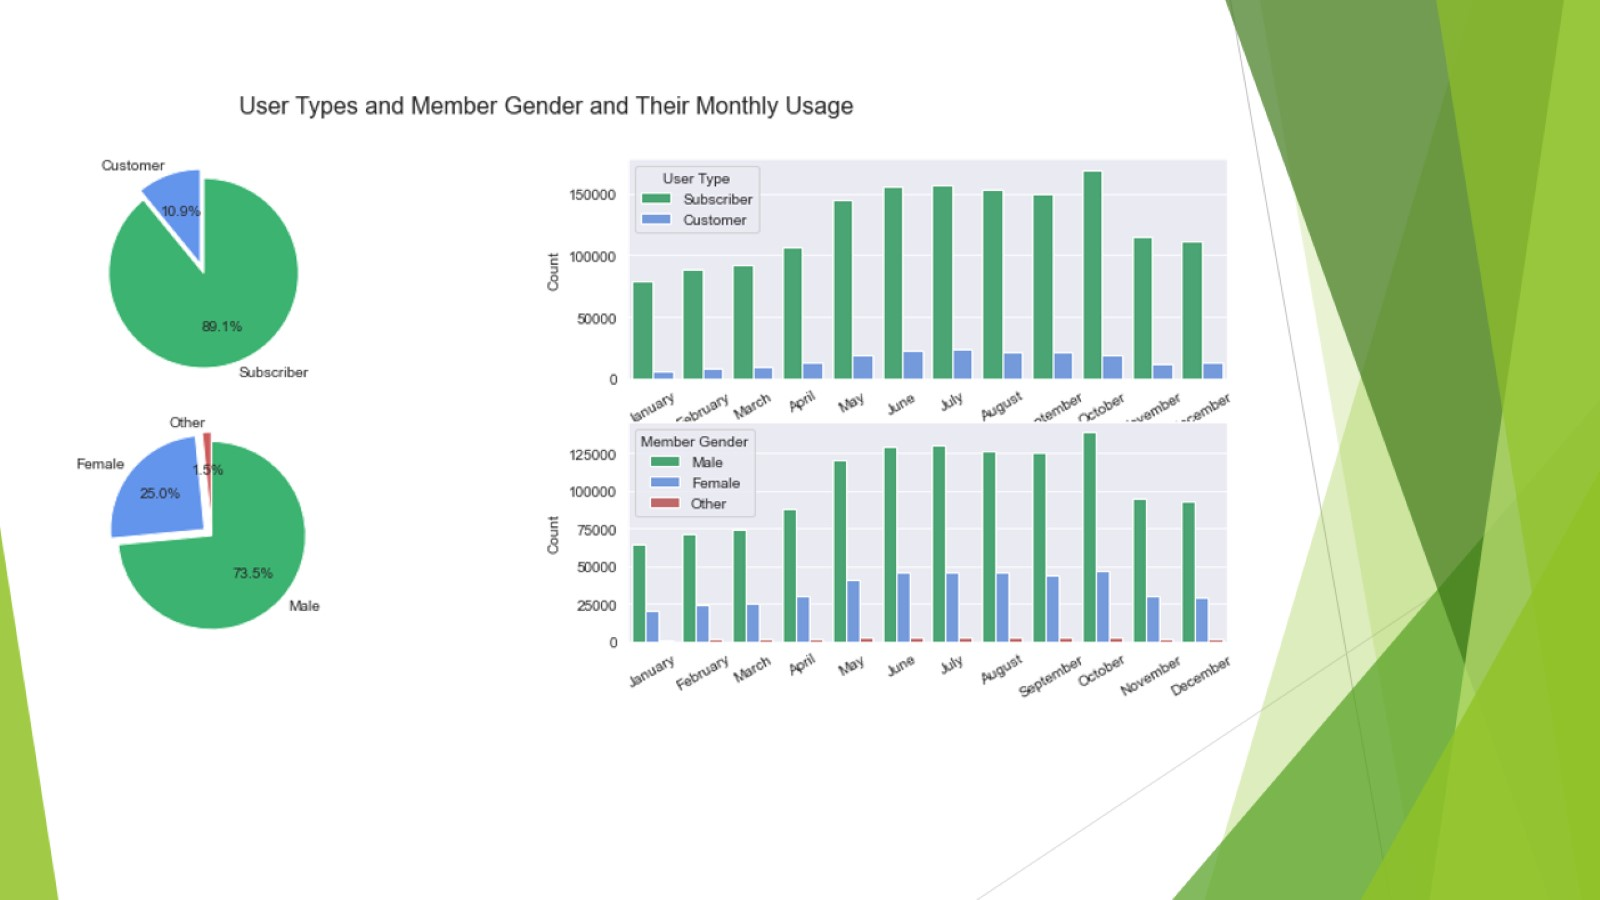 User Types and Member Gender and Their Monthly Usage
Customer
10.9%
89.1%
Subscriber
User Type
Subscriber
Customer
Count
150000
100000
50000
0
January
February
March
April
May
June
July
August
October
Other
Female
1.5%
25.0%
73.5%
Male
Member Gender
Male
Female
Other
Count
125000
100000
75000
50000
25000
0
January
February
March
April
May
June
July
August
September
October
November
December